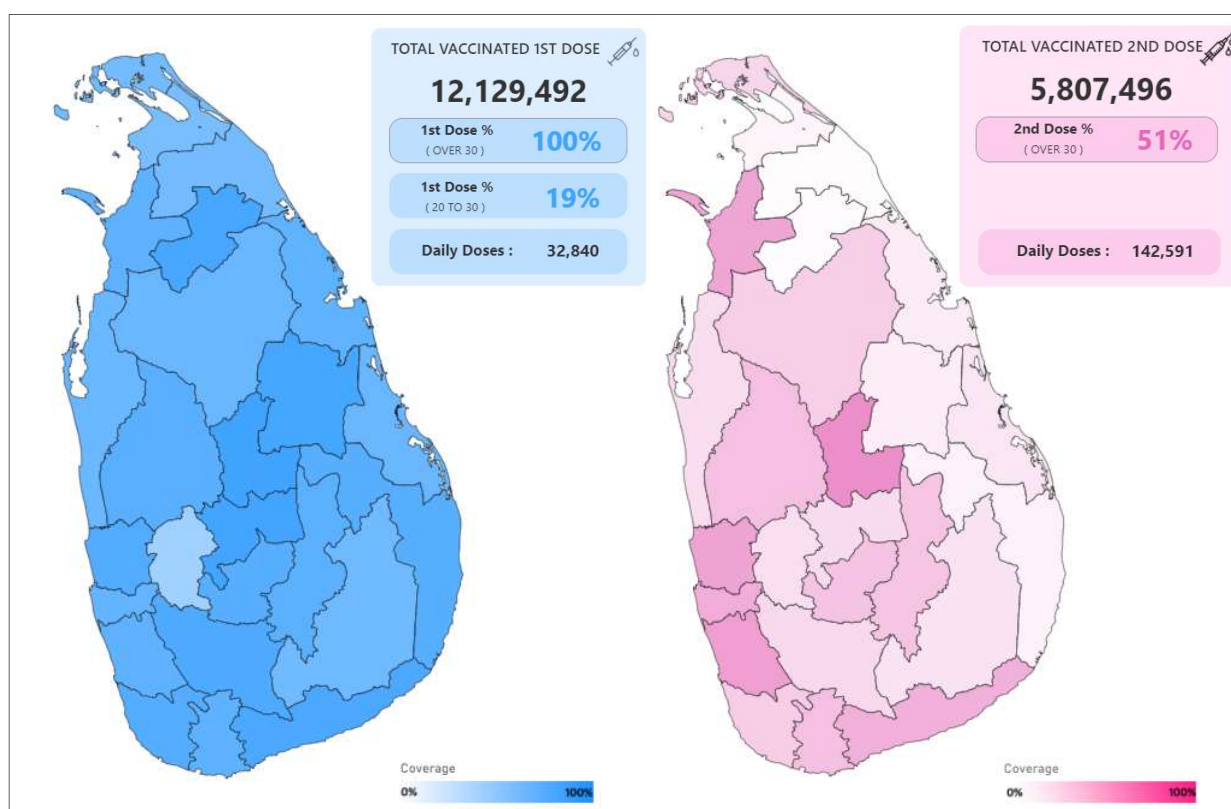 TOTAL VACCINATED 1ST DOSE
12,129,492
1st Dose %
( OVER 30 )
100%
1st Dose %
( 20 TO 30 )
19%
Daily Doses : 32,840
Coverage
0% 100%
TOTAL VACCINATED 2ND DOSE
5,807,496
2nd Dose %
( OVER 30 )
51%
Daily Doses : 142,591
Coverage
0% 100%